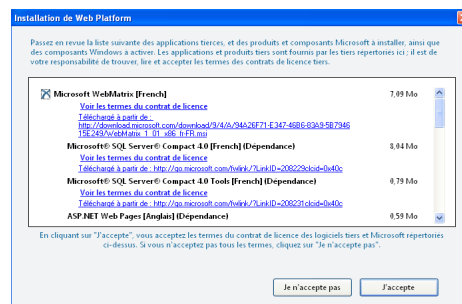 Installation de Web Platform
Passez en revue la liste suivante des applications tierces, et des produits et composants Microsoft à installer, ainsi que
des composants Windows à activer. Les applications et produits tiers sont fournis par les tiers répertoriés ici ; il est de
votre responsabilité de trouver, lire et accepter les termes des contrats de licence tiers.
Microsoft WebMatrix [French] 7,09 Mo
Voir les termes du contrat de licence
Téléchargé à partir de :
http://download.microsoft.com/download/9/4/A/94A26F71-E347-46B6-83A9-5B7946
15E249/WebMatrix_1_01_x86_fr-FR.msi
Microsoft® SQL Server® Compact 4.0 [French] (Dépendance) 8,04 Mo
Voir les termes du contrat de licence
Téléchargé à partir de : http://go.microsoft.com/fwlink/?LinkID=208229clcid=0x40c
Microsoft® SQL Server® Compact 4.0 Tools [French] (Dépendance) 0,79 Mo
Voir les termes du contrat de licence
Téléchargé à partir de : http://go.microsoft.com/fwlink/?LinkID=208231clcid=0x40c
ASP.NET Web Pages [Anglais] (Dépendance) 0,59 Mo
En cliquant sur "J'accepte", vous acceptez les termes du contrat de licence des logiciels tiers et Microsoft répertoriés
ci-dessus. Si vous n'acceptez pas tous les termes, cliquez sur "Je n'accepte pas".
Je n'accepte pas J'accepte